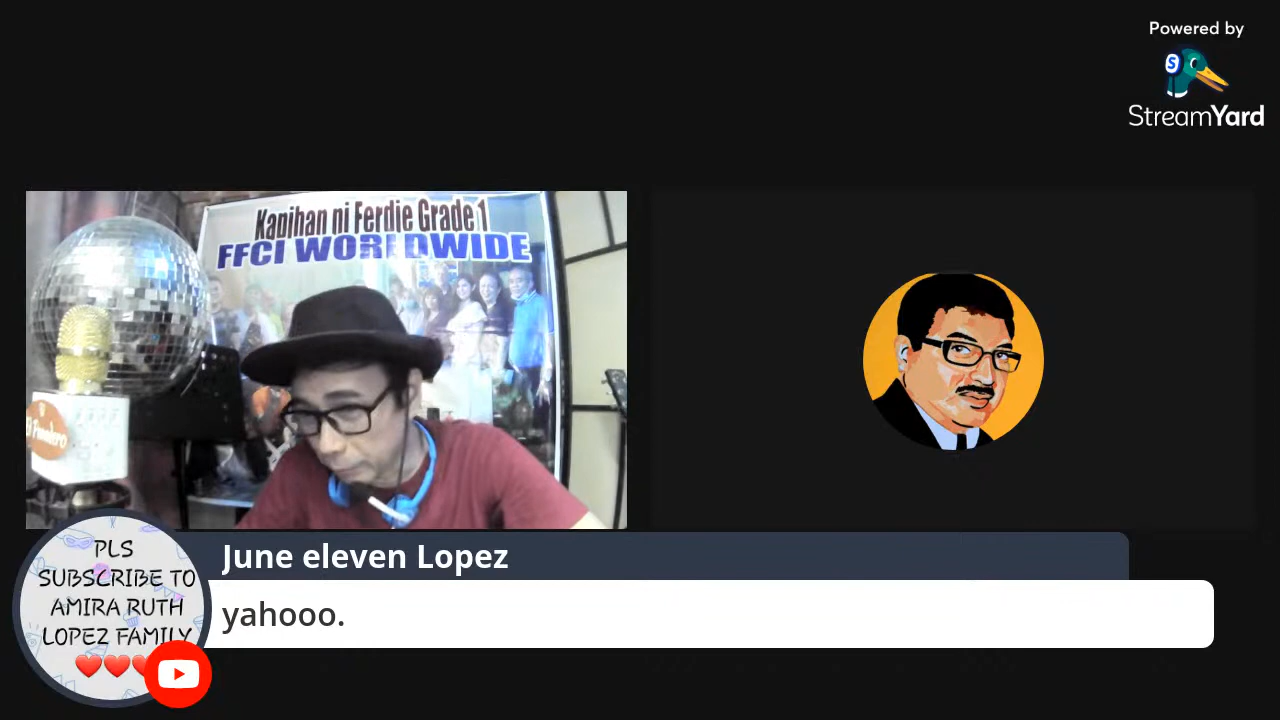 Powered by
S
StreamYard
Kapihan ni Ferdie Grade 1
FFCI WORLDWIDE
June eleven Lopez
yahooo.
PLS
SUBSCRIBE TO
AMIRA RUTH
LOPEZ FAMILY